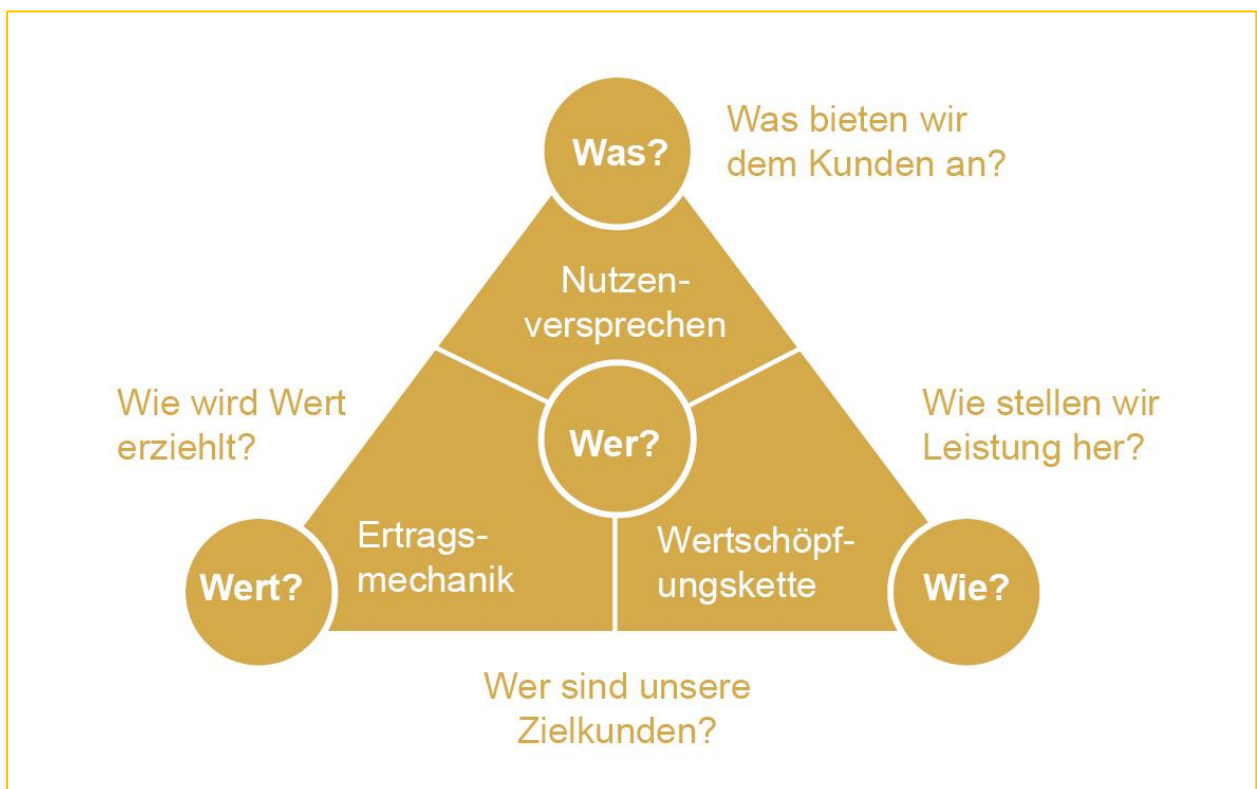 Was?
Was bieten wir
dem Kunden an?
Nutzen-
versprechen
Wie wird Wert
erziehlt?
Wer?
Wie stellen wir
Leistung her?
Ertrags-
mechanik
Wertschöpf-
ungskette
Wert?
Wie?
Wer sind unsere
Zielkunden?